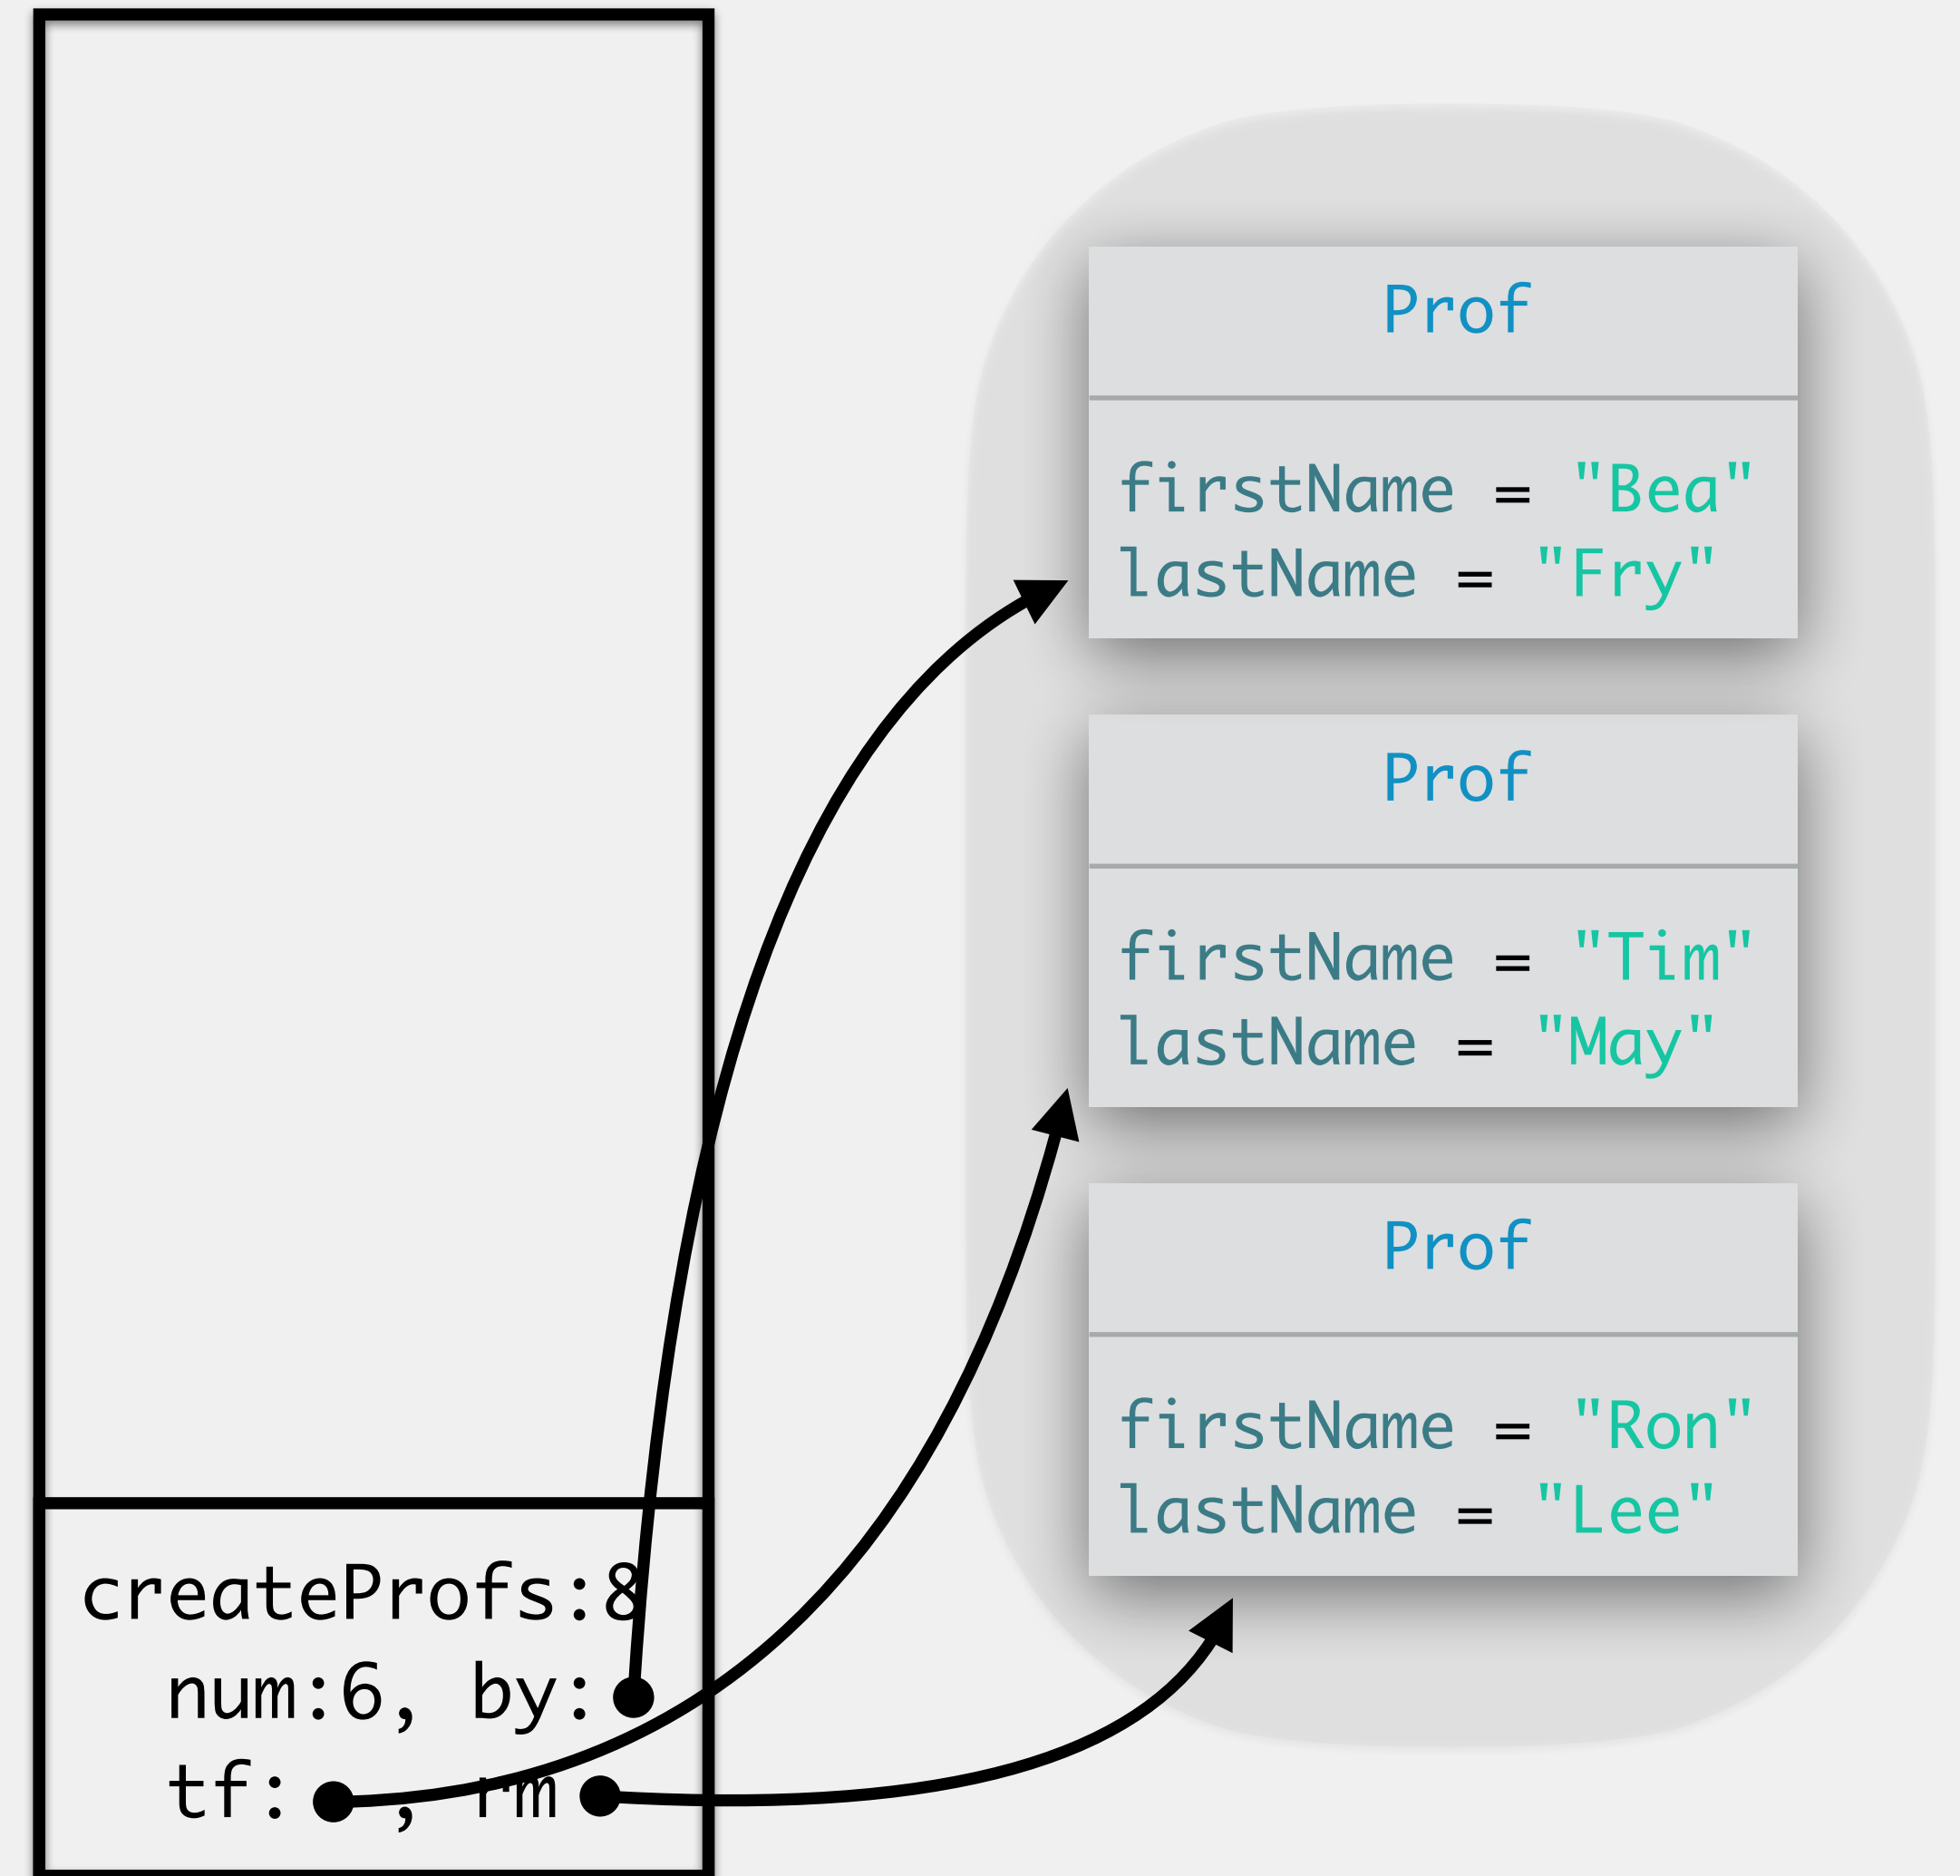 Prof
firstName = "Bea"
lastName = "Fry"
Prof
firstName = "Tim"
lastName = "May"
Prof
firstName = "Ron"
lastName = "Lee"
createProfs:8
num:6, by:
tf: , rm